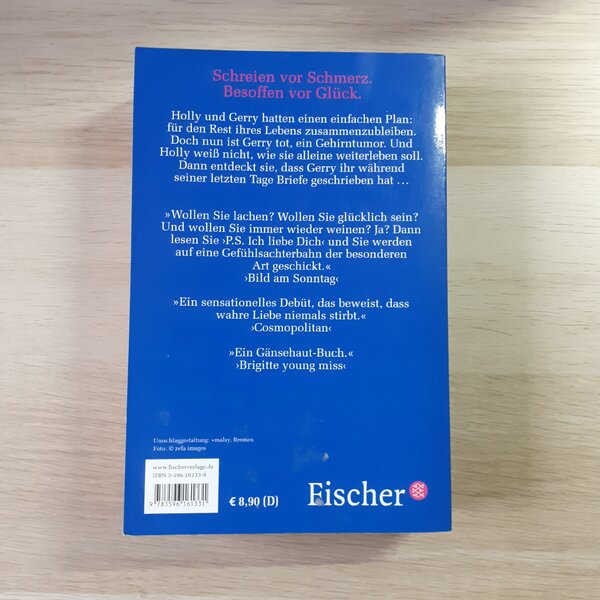 Schreien vor Schmerz.
Besoffen vor Glück.
Holly und Gerry hatten einen einfachen Plan:
für den Rest ihres Lebens zusammenzubleiben.
Doch nun ist Gerry tot, ein Gehirntumor. Und
Holly weiß nicht, wie sie alleine weiterleben soll.
Dann entdeckt sie, dass Gerry ihr während
seiner letzten Tage Briefe geschrieben hat ...
»Wollen Sie lachen? Wollen Sie glücklich sein?
Und wollen Sie immer wieder weinen? Ja? Dann
lesen Sie ›P.S. Ich liebe Dich‹ und Sie werden
auf eine Gefühlsachterbahn der besonderen
Art geschickt.«
›Bild am Sonntag‹
»Ein sensationelles Debüt, das beweist, dass
wahre Liebe niemals stirbt.«
›Cosmopolitan‹
»Ein Gänsehaut-Buch.«
›Brigitte young miss‹
Umschlaggestaltung: +malsy, Bremen
Foto: © zefa images
www.fischerverlage.de
ISBN 3-596-16133-9
9 783596 161331
€ 8,90 (D)
Fischer